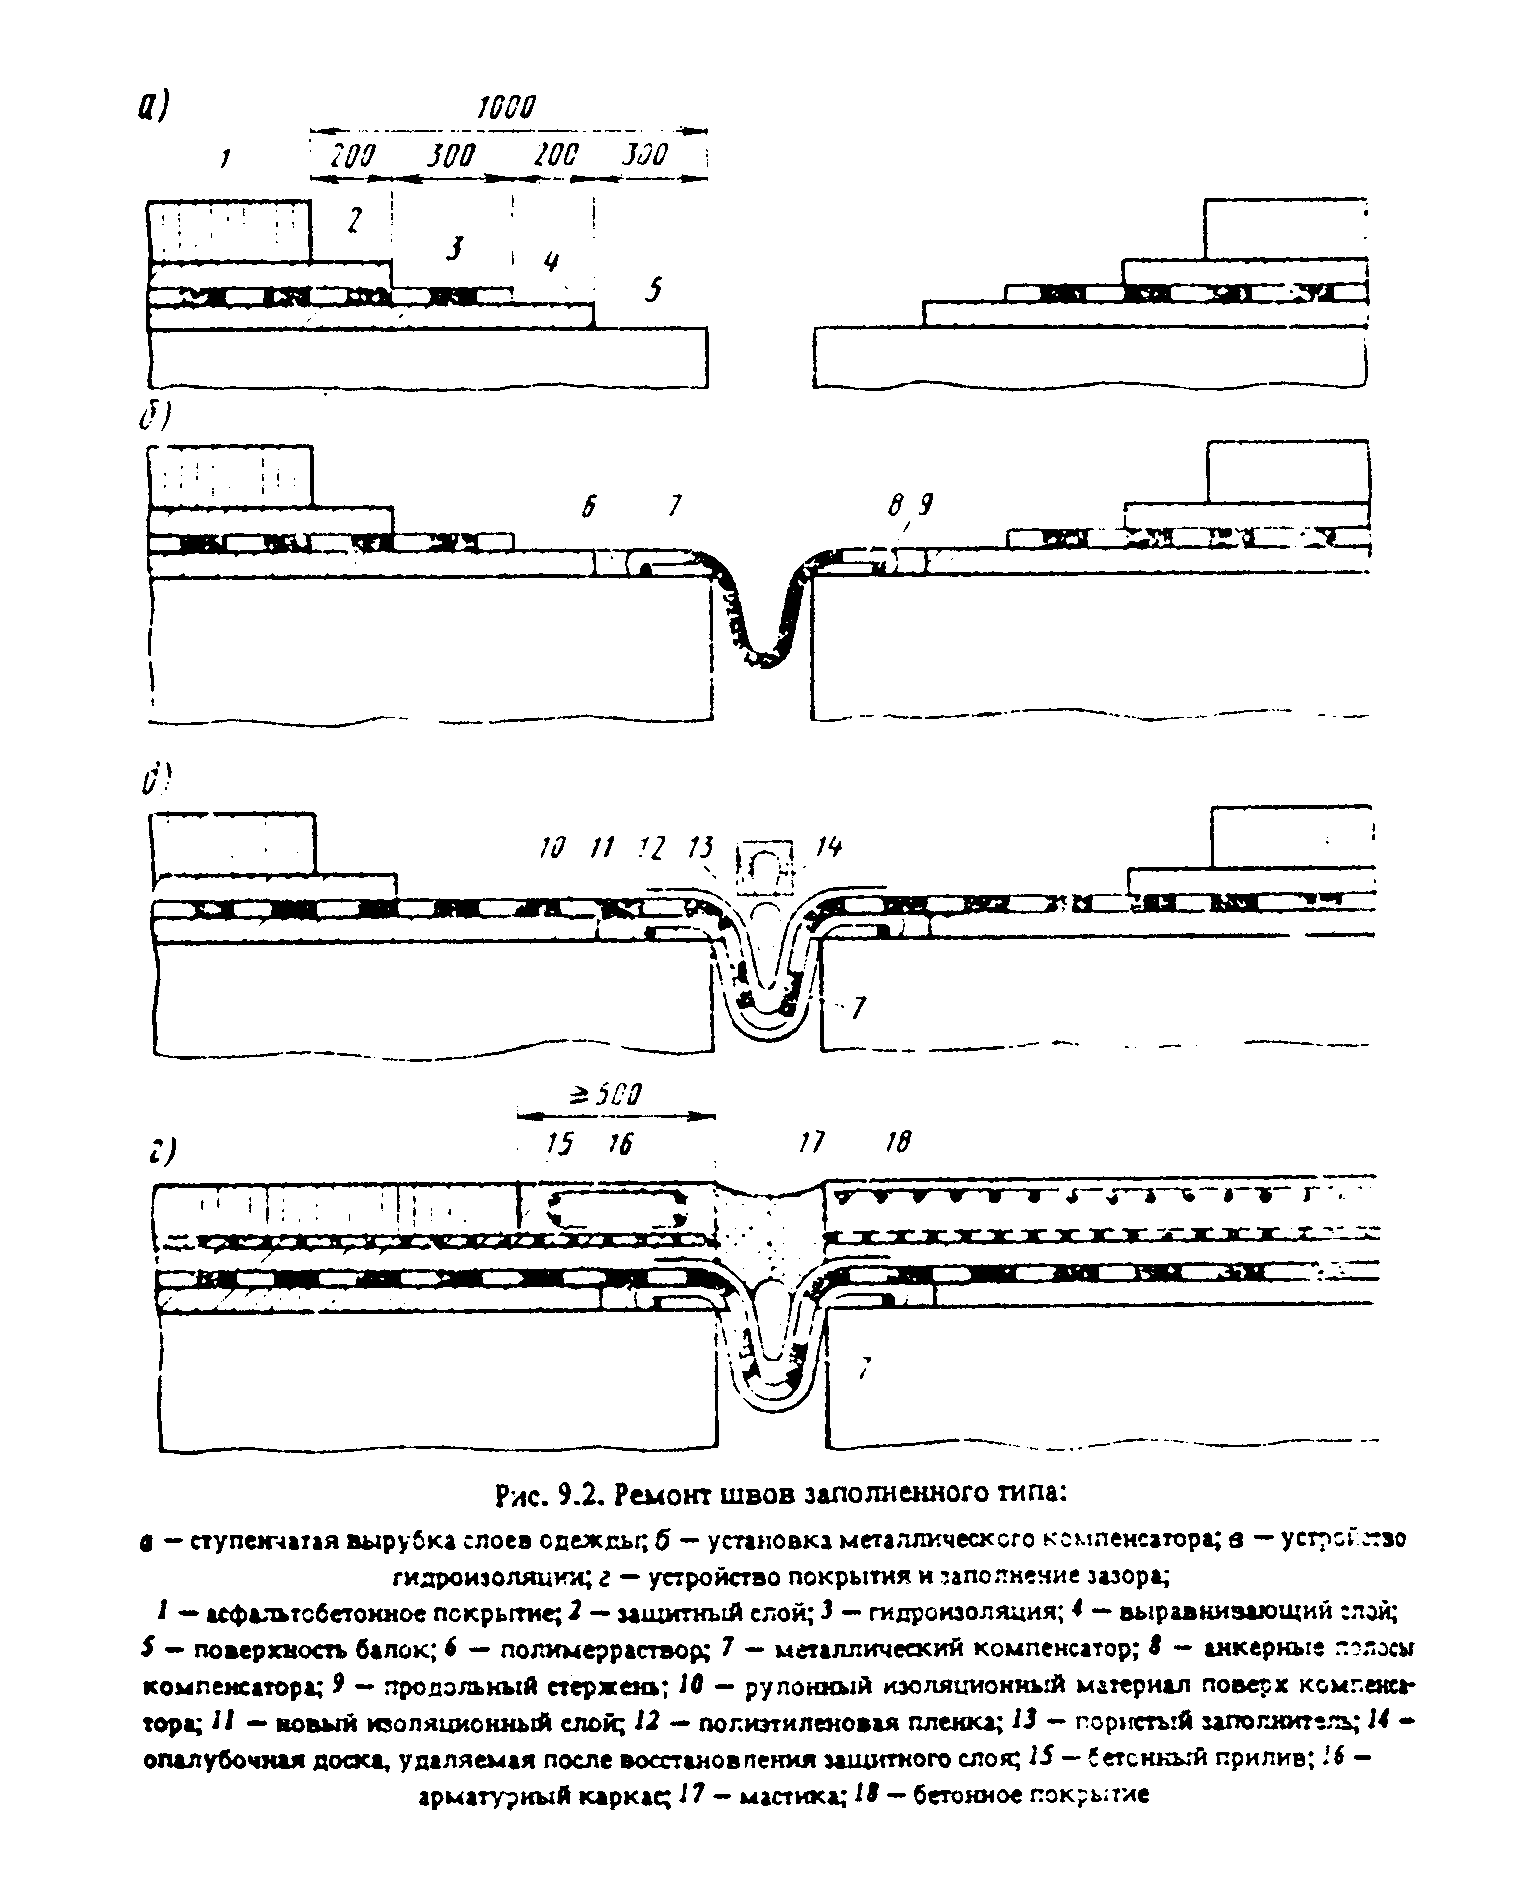 а)
1000
1
200 300 200 300
2
3
4
5
б)
6 7 8 9
в)
10 11 12 13 14
7
≥500
г)
15 16 17 18
7
Рис. 9.2. Ремонт швов заполненного типа:
а — ступенчатая вырубка слоев одежды; б — установка металлического компенсатора; в — устройство
гидроизоляции; г — устройство покрытия и заполнение зазора;
1 — асфальтобетонное покрытие; 2 — защитный слой; 3 — гидроизоляция; 4 — выравнивающий слой;
5 — поверхность балок; 6 — полимерраствор; 7 — металлический компенсатор; 8 — анкерные полосы
компенсатора; 9 — продольный стержень; 10 — рулонный изоляционный материал поверх компенса-
тора; 11 — новый изоляционный слой; 12 — полиэтиленовая пленка; 13 — пористый заполнитель; 14 —
опалубочная доска, удаляемая после восстановления защитного слоя; 15 — бетонный прилив; 16 —
арматурный каркас; 17 — мастика; 18 — бетонное покрытие